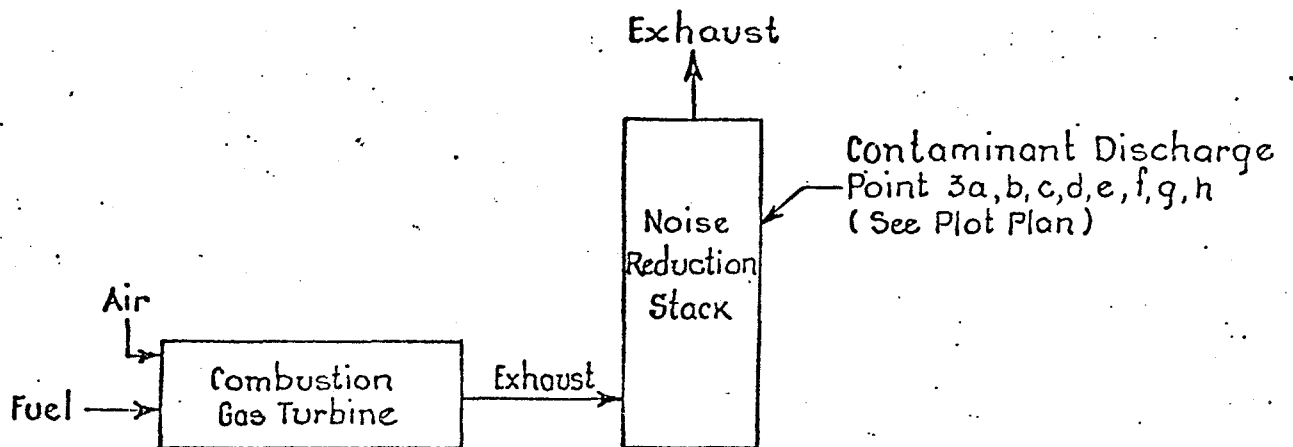 Exhaust
Contaminant Discharge
Point 3a, b, c, d, e, f, g, h
(See Plot Plan)
Noise
Reduction
Stack
Air
Combustion
Gas Turbine
Exhaust
Fuel